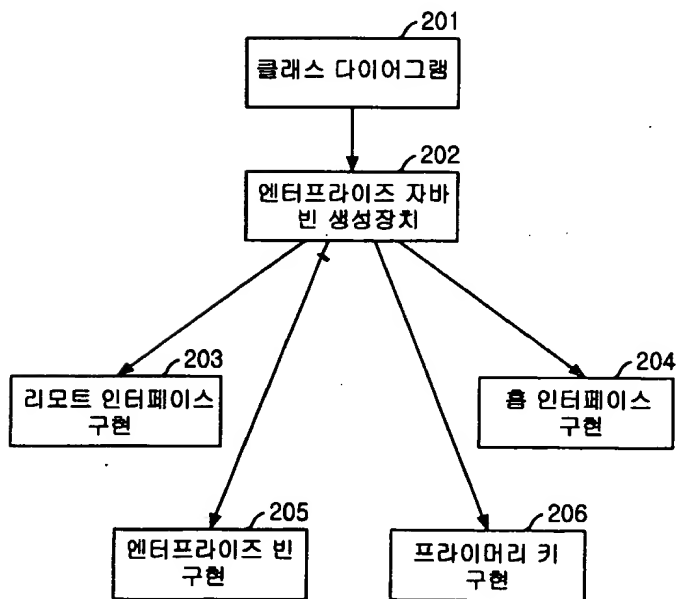 201
클래스 다이어그램
202
엔터프라이즈 자바
빈 생성장치
203
리모트 인터페이스
구현
204
홈 인터페이스
구현
205
엔터프라이즈 빈
구현
206
프라이머리 키
구현